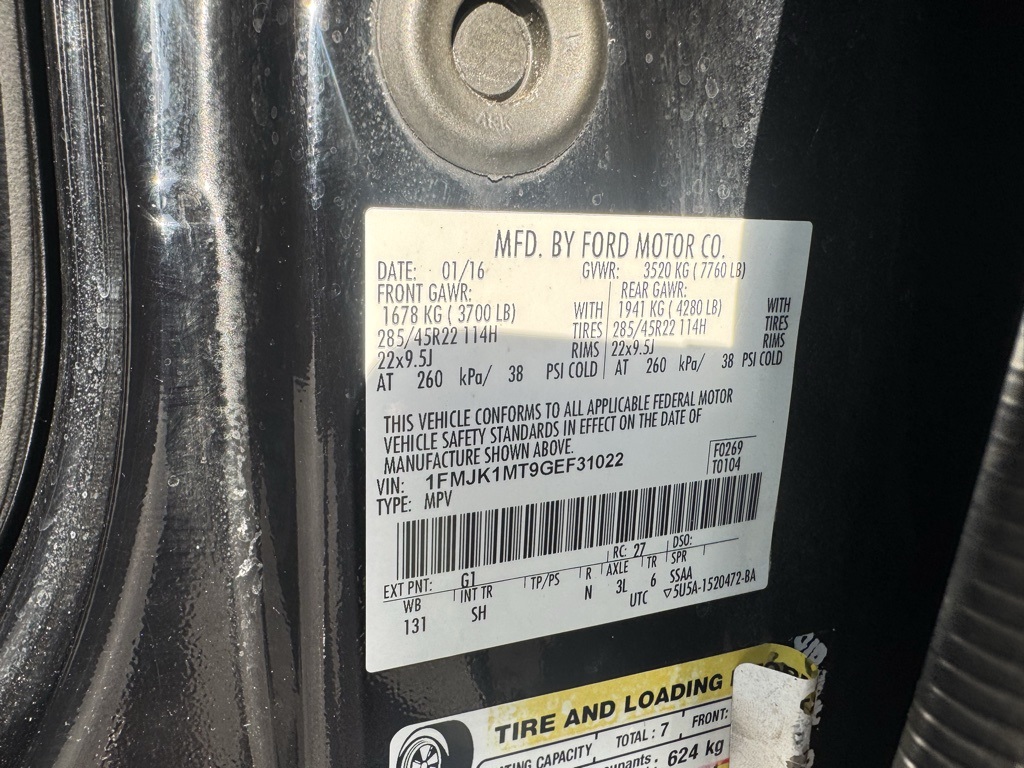 MFD. BY FORD MOTOR CO.
DATE: 01/16 GVWR: 3520 KG ( 7760 LB)
FRONT GAWR: REAR GAWR:
1678 KG ( 3700 LB) WITH 1941 KG ( 4280 LB) WITH
285/45R22 114H TIRES 285/45R22 114H TIRES
22x9.5J RIMS 22x9.5J RIMS
AT 260 kPa/ 38 PSI COLD AT 260 kPa/ 38 PSI COLD
THIS VEHICLE CONFORMS TO ALL APPLICABLE FEDERAL MOTOR
VEHICLE SAFETY STANDARDS IN EFFECT ON THE DATE OF
MANUFACTURE SHOWN ABOVE.
VIN: 1FMJK1MT9GEF31022 F0269
TYPE: MPV T0104
EXT PNT: G1 RC: 27 DSO:
WB INT TR TP/PS R AXLE TR SPR
131 SH N 3L 6 SSAA
UTC ▽5U5A-1520472-BA
TIRE AND LOADING
CAPACITY TOTAL : 7 FRONT:
624 kg